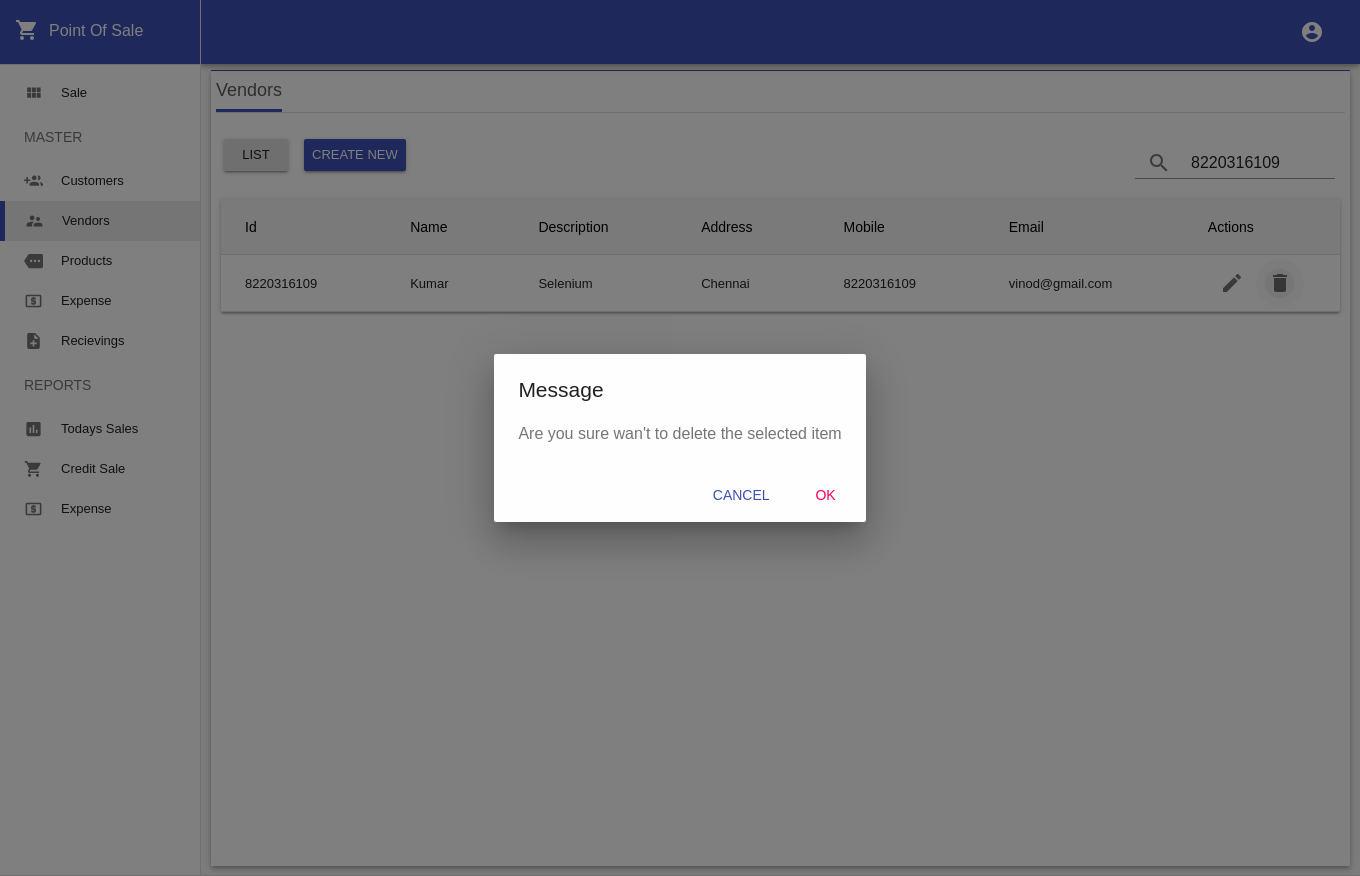 Point Of Sale
Sale
MASTER
Customers
Vendors
Products
Expense
Recievings
REPORTS
Todays Sales
Credit Sale
Expense
Vendors
LIST
CREATE NEW
8220316109
Id Name Description Address Mobile Email Actions
8220316109 Kumar Selenium Chennai 8220316109 vinod@gmail.com
Message
Are you sure wan't to delete the selected item
CANCEL
OK